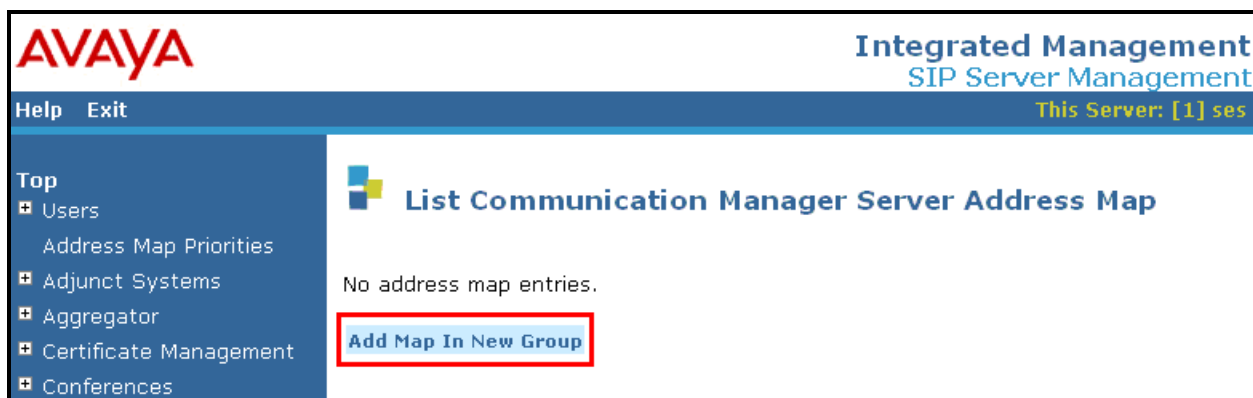 AVAYA
Integrated Management
SIP Server Management
Help Exit
This Server: [1] ses
Top
Users
Address Map Priorities
Adjunct Systems
Aggregator
Certificate Management
Conferences
List Communication Manager Server Address Map
No address map entries.
Add Map In New Group